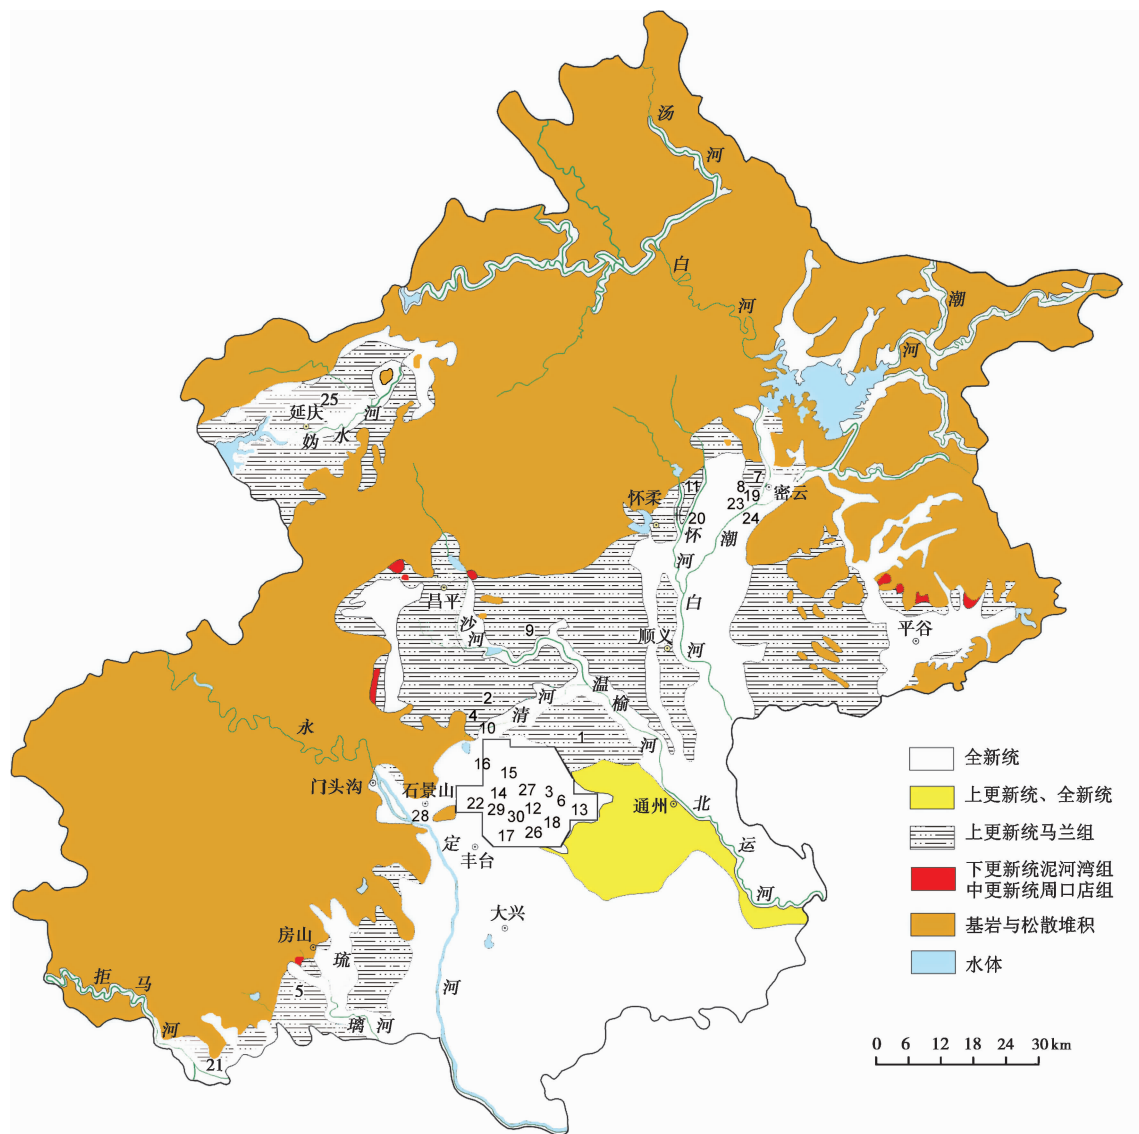 汤
河
白
河
潮
河
25
延庆
妫
水
河
怀柔
11
20
怀
河
7
8
19
23
24
密云
潮
白
河
昌平
沙
河
9
顺义
平谷
2
4
10
清
河
温
榆
河
1
永
门头沟
石景山
28
定
丰台
河
16
15
14
27
3
22
29
12
6
13
30
18
17
26
通州
北
运
河
大兴
房山
琉
璃
河
5
拒
马
河
21
全新统
上更新统、全新统
上更新统马兰组
下更新统泥河湾组
中更新统周口店组
基岩与松散堆积
水体
0 6 12 18 24 30 km